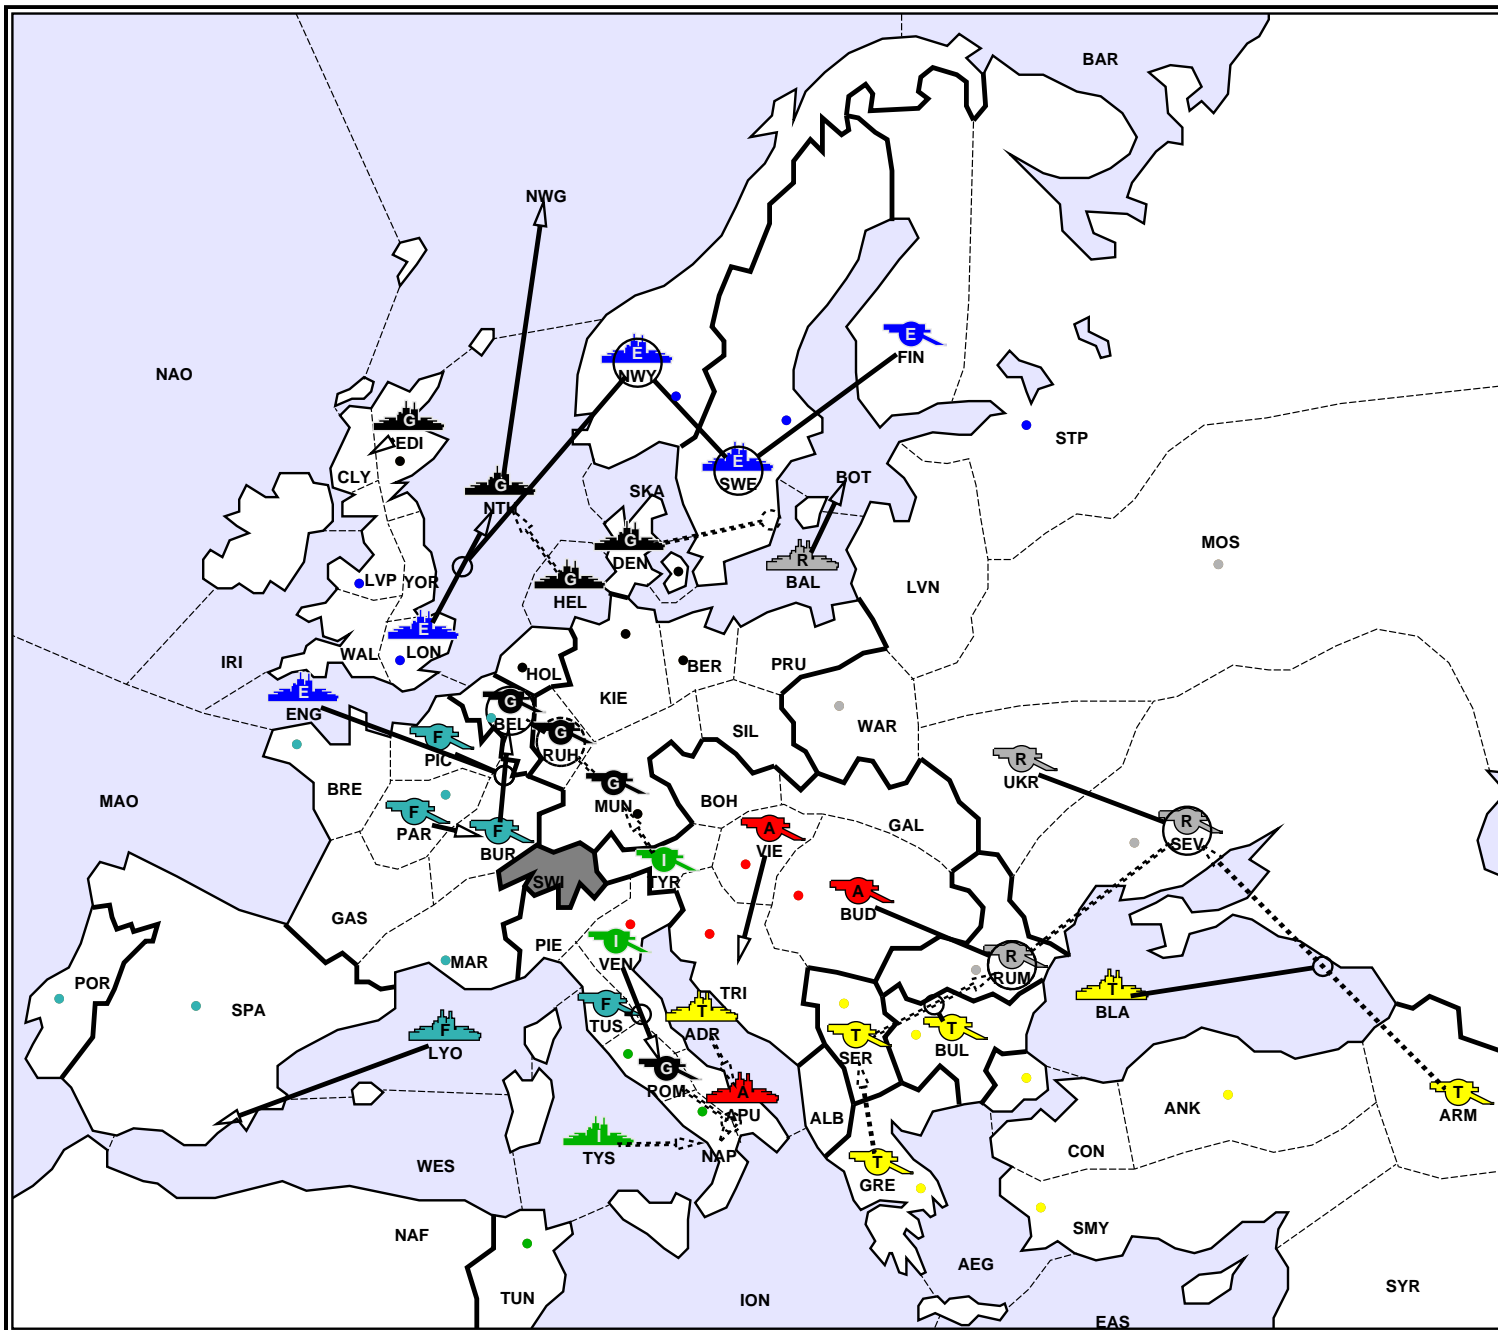 BAR
NWG
E
FIN
NAO
E
NWY
G
EDI
STP
CLY
G
NTH
SKA
E
SWE
BOT
MOS
G
DEN
R
BAL
LVN
LVP
YOR
G
HEL
E
LON
WAL
IRI
HOL
KIE
BER
PRU
E
ENG
G
BEL
G
RUH
F
PIC
SIL
WAR
R
UKR
BRE
MAO
G
MUN
BOH
GAL
F
PAR
F
BUR
A
VIE
R
SEV
SWI
I
TYR
A
BUD
GAS
PIE
I
VEN
MAR
R
RUM
POR
SPA
F
TUS
T
ADR
TRI
T
BLA
F
LYO
T
SER
T
BUL
G
ROM
A
APU
ALB
ANK
T
ARM
I
TYS
NAP
CON
WES
T
GRE
SMY
NAF
AEG
TUN
ION
SYR
EAS